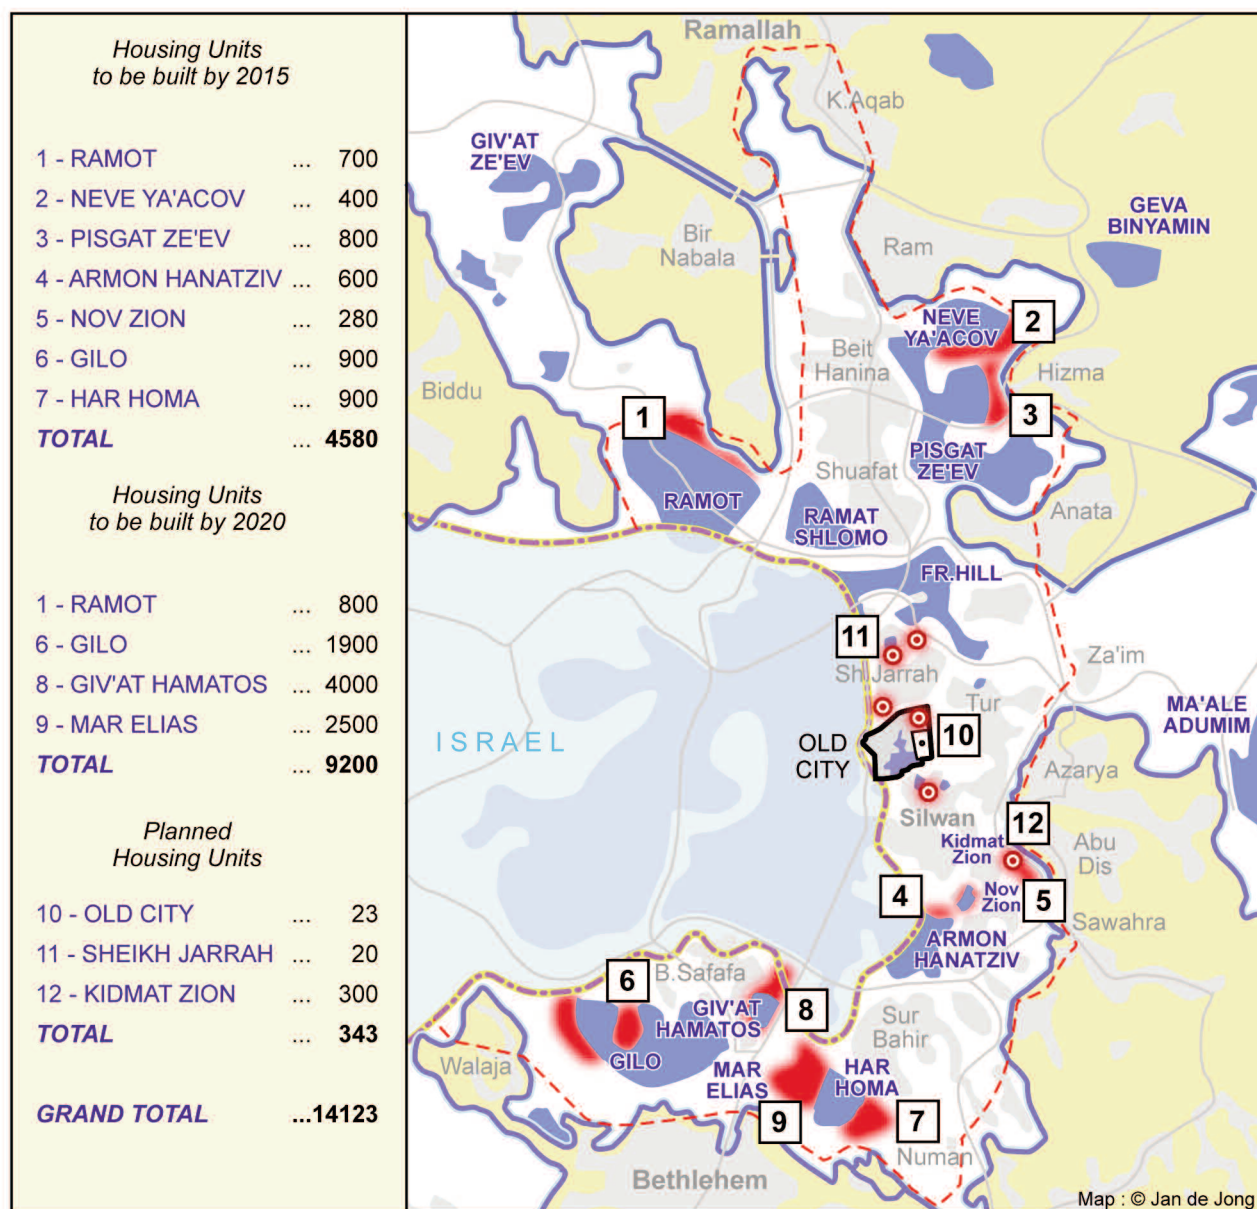 Housing Units
to be built by 2015
1 - RAMOT ... 700
2 - NEVE YA'ACOV ... 400
3 - PISGAT ZE'EV ... 800
4 - ARMON HANATZIV ... 600
5 - NOV ZION ... 280
6 - GILO ... 900
7 - HAR HOMA ... 900
TOTAL ... 4580
Housing Units
to be built by 2020
1 - RAMOT ... 800
6 - GILO ... 1900
8 - GIV'AT HAMATOS ... 4000
9 - MAR ELIAS ... 2500
TOTAL ... 9200
Planned
Housing Units
10 - OLD CITY ... 23
11 - SHEIKH JARRAH ... 20
12 - KIDMAT ZION ... 300
TOTAL ... 343
GRAND TOTAL ...14123
Ramallah
K.Aqab
GIV'AT
ZE'EV
GEVA
BINYAMIN
Bir
Nabala
Ram
NEVE
YA'ACOV
2
Beit
Hanina
Hizma
Biddu
1
3
PISGAT
ZE'EV
Shuafat
RAMOT
RAMAT
SHLOMO
Anata
FR.HILL
11
Sh.Jarrah
Za'im
Tur
MA'ALE
ADUMIM
ISRAEL
OLD
CITY
10
Azarya
Silwan
12
Kidmat
Zion
Abu
Dis
4
Nov
Zion
5
Sawahra
ARMON
HANATZIV
6
B.Safafa
GIV'AT
HAMATOS
8
Sur
Bahir
Walaja
GILO
MAR
ELIAS
HAR
HOMA
9
7
Numan
Bethlehem
Map : © Jan de Jong